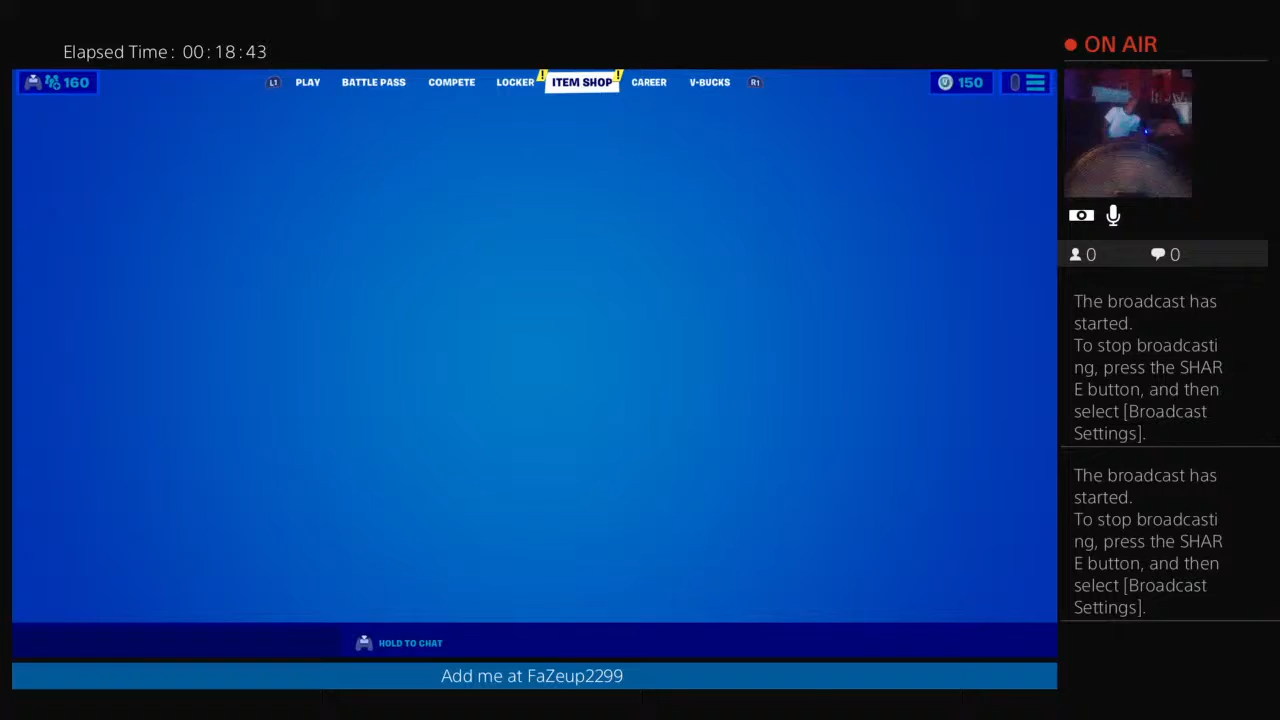 Elapsed Time: 00:18:43
ON AIR
160
L1 PLAY BATTLE PASS COMPETE LOCKER ! ITEM SHOP ! CAREER V-BUCKS R1
150
0 0
The broadcast has
started.
To stop broadcasti
ng, press the SHAR
E button, and then
select [Broadcast
Settings].
The broadcast has
started.
To stop broadcasti
ng, press the SHAR
E button, and then
select [Broadcast
Settings].
HOLD TO CHAT
Add me at FaZeup2299